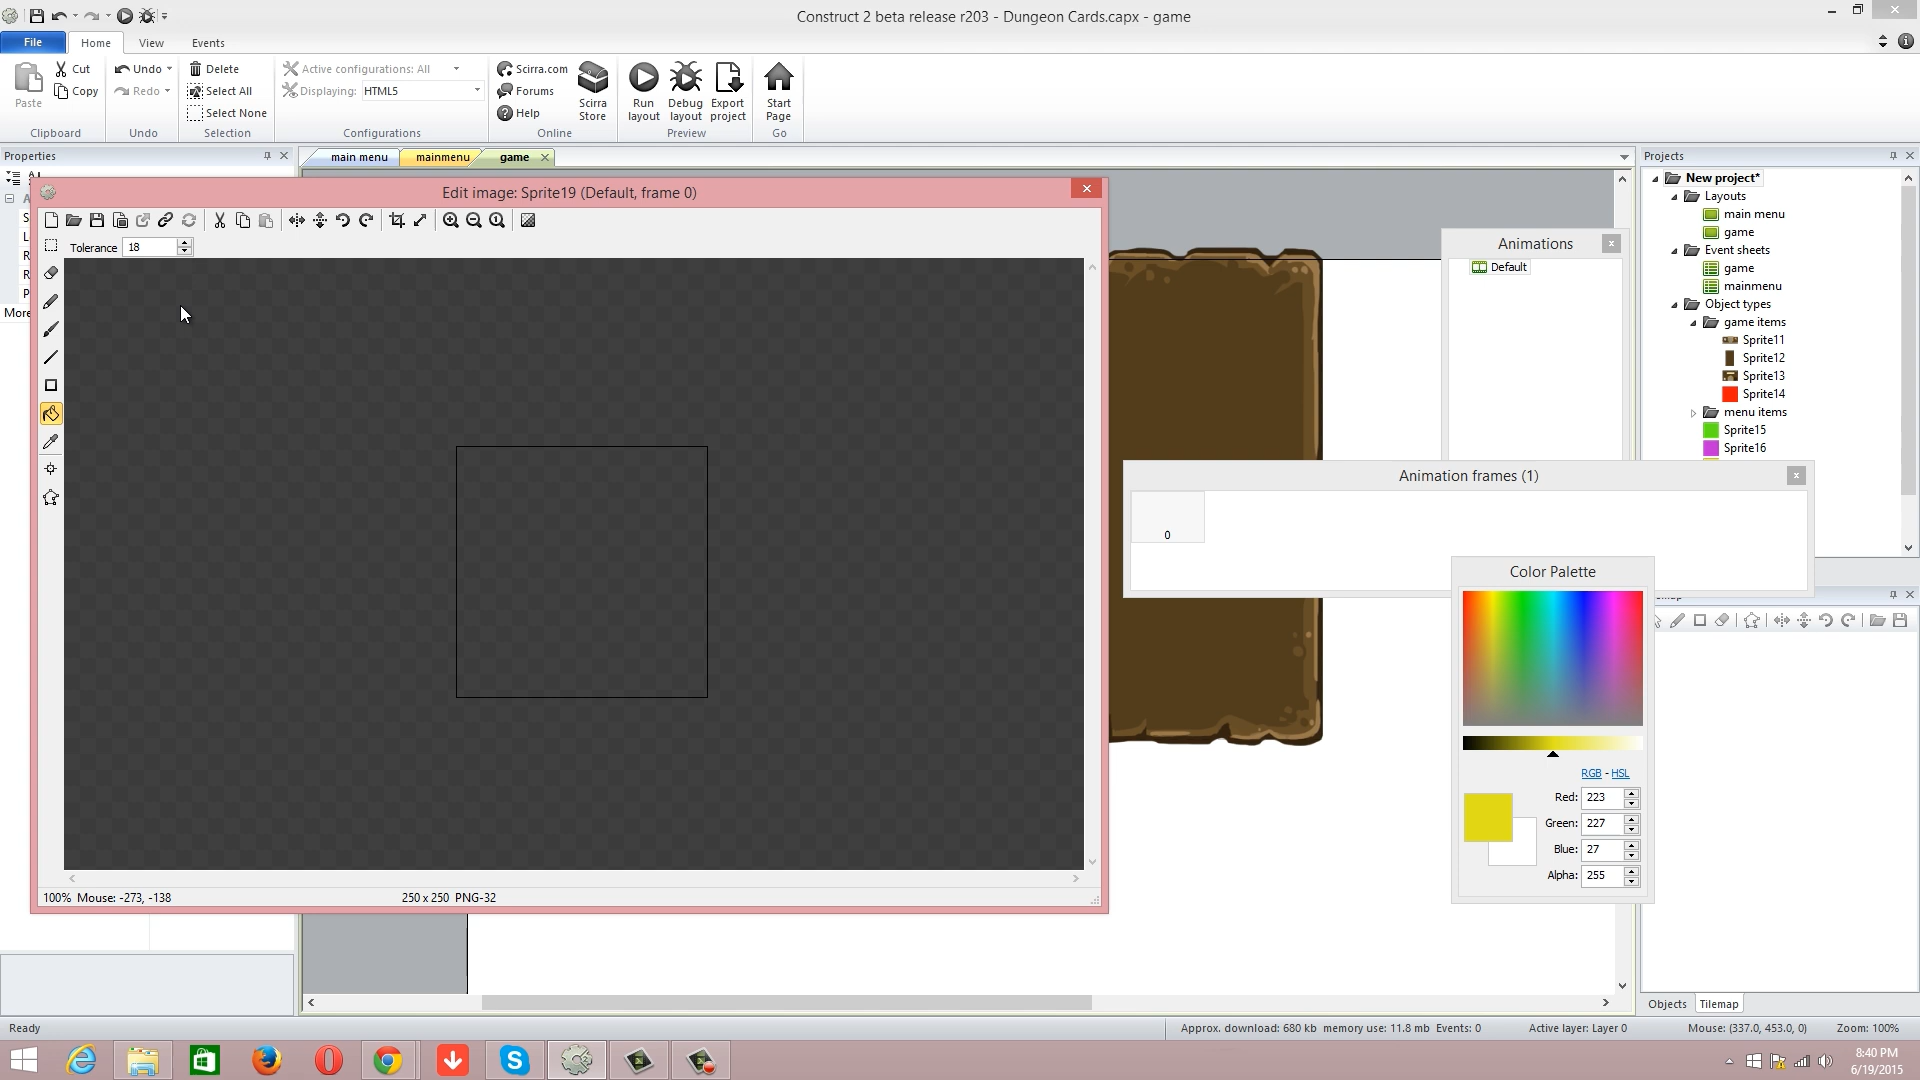 Construct 2 beta release r203 - Dungeon Cards.capx - game
File
Home
View
Events
Paste
Cut
Copy
Clipboard
Undo
Redo
Undo
Delete
Select All
Select None
Selection
Active configurations: All
Displaying: HTML5
Configurations
Scirra.com
Forums
Help
Scirra Store
Online
Run layout
Debug layout
Export project
Preview
Start Page
Go
Properties
main menu
mainmenu
game
Projects
More
Edit image: Sprite19 (Default, frame 0)
Tolerance 18
100% Mouse: -273, -138
250 x 250 PNG-32
Animations
Default
Animation frames (1)
0
Color Palette
RGB - HSL
Red: 223
Green: 227
Blue: 27
Alpha: 255
New project*
Layouts
main menu
game
Event sheets
game
mainmenu
Object types
game items
Sprite11
Sprite12
Sprite13
Sprite14
menu items
Sprite15
Sprite16
Objects
Tilemap
Ready
Approx. download: 680 kb memory use: 11.8 mb Events: 0
Active layer: Layer 0
Mouse: (337.0, 453.0, 0)
Zoom: 100%
8:40 PM
6/19/2015